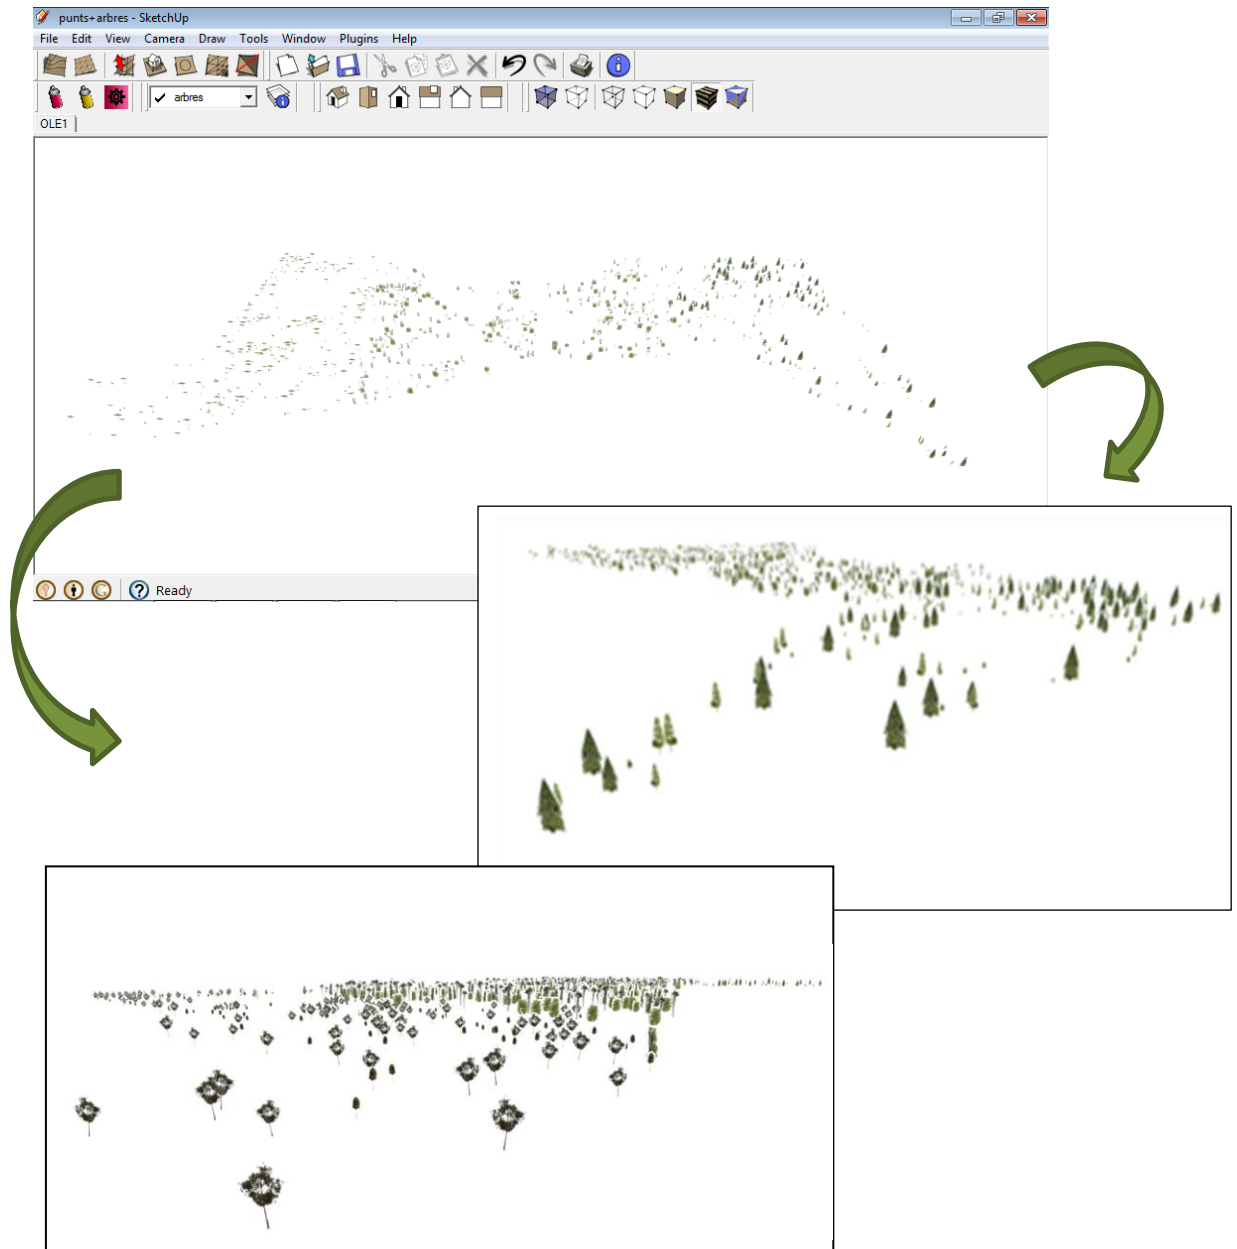 punts+arbres - SketchUp
File Edit View Camera Draw Tools Window Plugins Help
arbres
OLE1
Ready